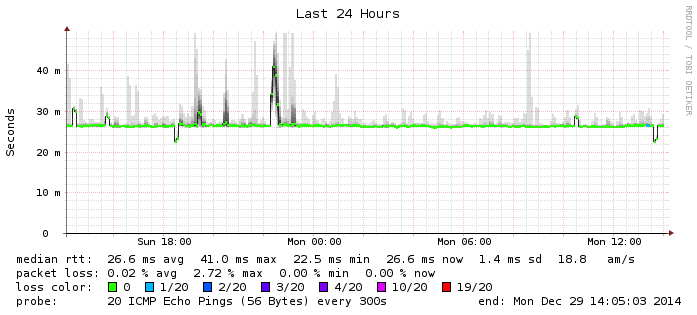 Last 24 Hours
RRDTOOL / TOBI OETIKER
Seconds
40 m
30 m
20 m
10 m
0
Sun 18:00 Mon 00:00 Mon 06:00 Mon 12:00
median rtt: 26.6 ms avg 41.0 ms max 22.5 ms min 26.6 ms now 1.4 ms sd 18.8 am/s
packet loss: 0.02 % avg 2.72 % max 0.00 % min 0.00 % now
loss color: 0 1/20 2/20 3/20 4/20 10/20 19/20
probe: 20 ICMP Echo Pings (56 Bytes) every 300s end: Mon Dec 29 14:05:03 2014